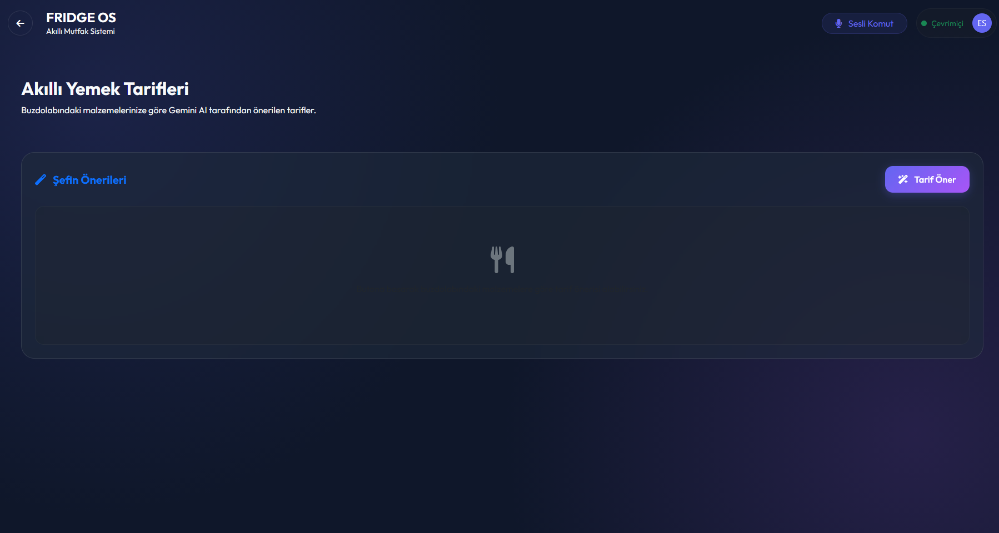 FRIDGE OS
Akıllı Mutfak Sistemi
Sesli Komut
Çevrimiçi
ES
Akıllı Yemek Tarifleri
Buzdolabındaki malzemelerinize göre Gemini AI tarafından önerilen tarifler.
Şefin Önerileri
Tarif Öner